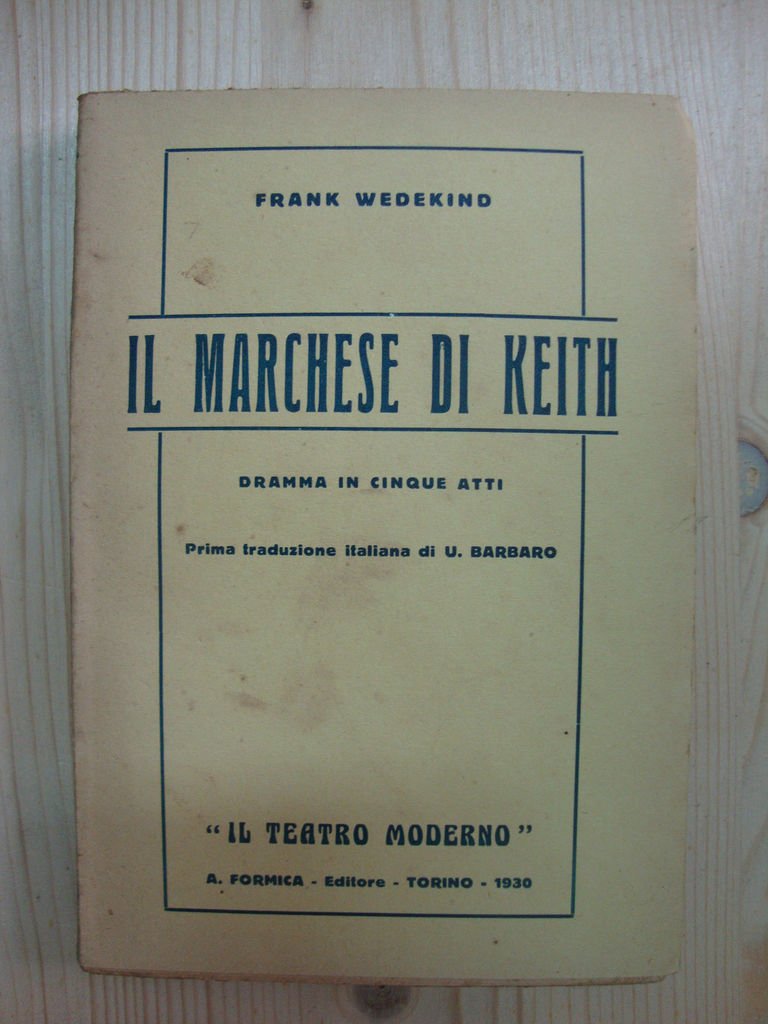 FRANK WEDEKIND
IL MARCHESE DI KEITH
DRAMMA IN CINQUE ATTI
Prima traduzione italiana di U. BARBARO
“IL TEATRO MODERNO”
A. FORMICA - Editore - TORINO - 1930